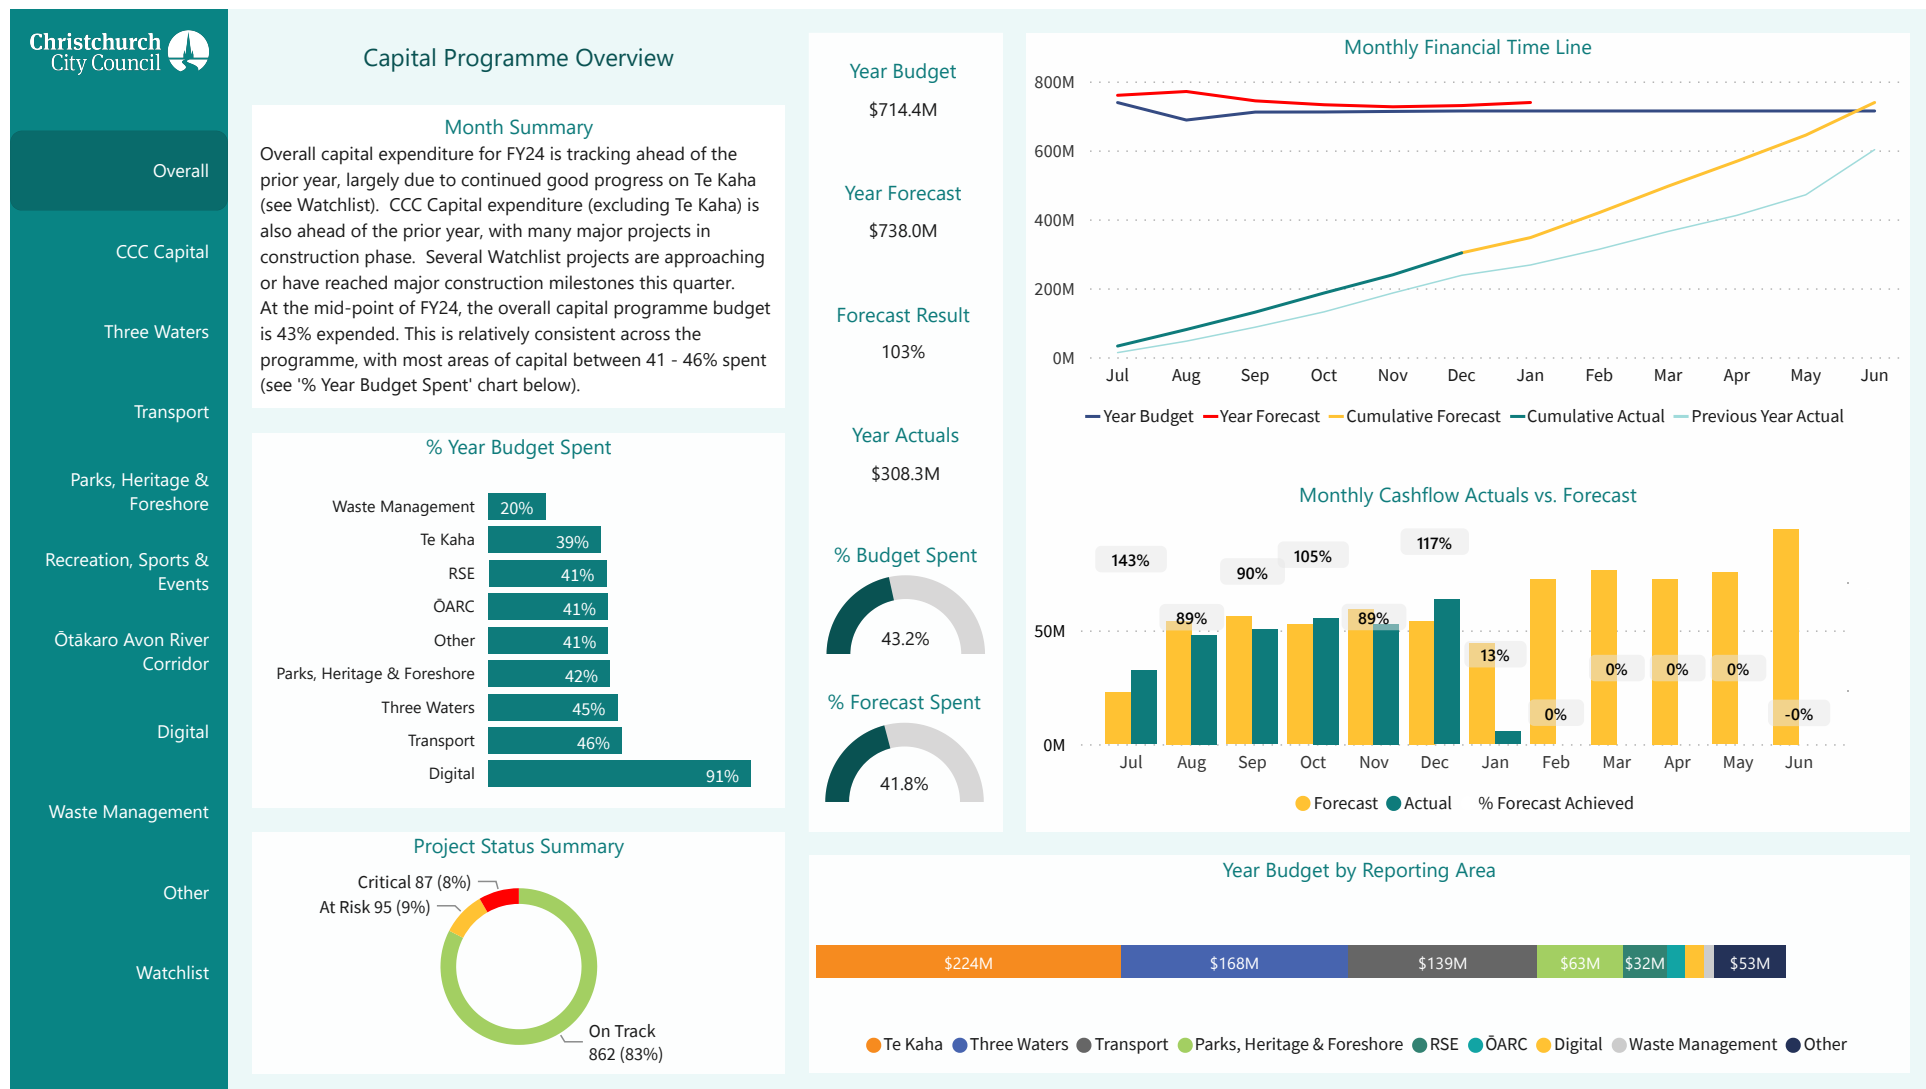 Christchurch
City Council
Overall
CCC Capital
Three Waters
Transport
Parks, Heritage &
Foreshore
Recreation, Sports &
Events
Ōtākaro Avon River
Corridor
Digital
Waste Management
Other
Watchlist
Capital Programme Overview
Month Summary
Overall capital expenditure for FY24 is tracking ahead of the
prior year, largely due to continued good progress on Te Kaha
(see Watchlist).  CCC Capital expenditure (excluding Te Kaha) is
also ahead of the prior year, with many major projects in
construction phase.  Several Watchlist projects are approaching
or have reached major construction milestones this quarter.
At the mid-point of FY24, the overall capital programme budget
is 43% expended. This is relatively consistent across the
programme, with most areas of capital between 41 - 46% spent
(see '% Year Budget Spent' chart below).
% Year Budget Spent
Waste Management 20%
Te Kaha 39%
RSE 41%
ŌARC 41%
Other 41%
Parks, Heritage & Foreshore 42%
Three Waters 45%
Transport 46%
Digital 91%
Project Status Summary
Critical 87 (8%)
At Risk 95 (9%)
On Track
862 (83%)
Year Budget
$714.4M
Year Forecast
$738.0M
Forecast Result
103%
Year Actuals
$308.3M
% Budget Spent
43.2%
% Forecast Spent
41.8%
Monthly Financial Time Line
800M
600M
400M
200M
0M
Jul Aug Sep Oct Nov Dec Jan Feb Mar Apr May Jun
Year Budget Year Forecast Cumulative Forecast Cumulative Actual Previous Year Actual
Monthly Cashflow Actuals vs. Forecast
143% 89% 90% 105% 89% 117% 13% 0% 0% 0% 0% -0%
50M
0M
Jul Aug Sep Oct Nov Dec Jan Feb Mar Apr May Jun
Forecast Actual % Forecast Achieved
Year Budget by Reporting Area
$224M $168M $139M $63M $32M $53M
Te Kaha Three Waters Transport Parks, Heritage & Foreshore RSE ŌARC Digital Waste Management Other